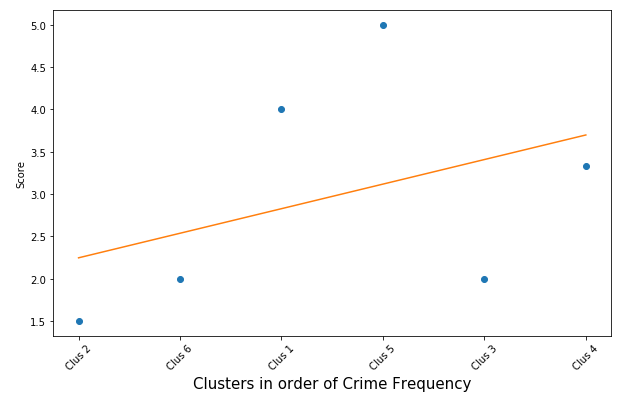 5.0
4.5
4.0
3.5
3.0
2.5
2.0
1.5
Score
Clus 2
Clus 6
Clus 1
Clus 5
Clus 3
Clus 4
Clusters in order of Crime Frequency